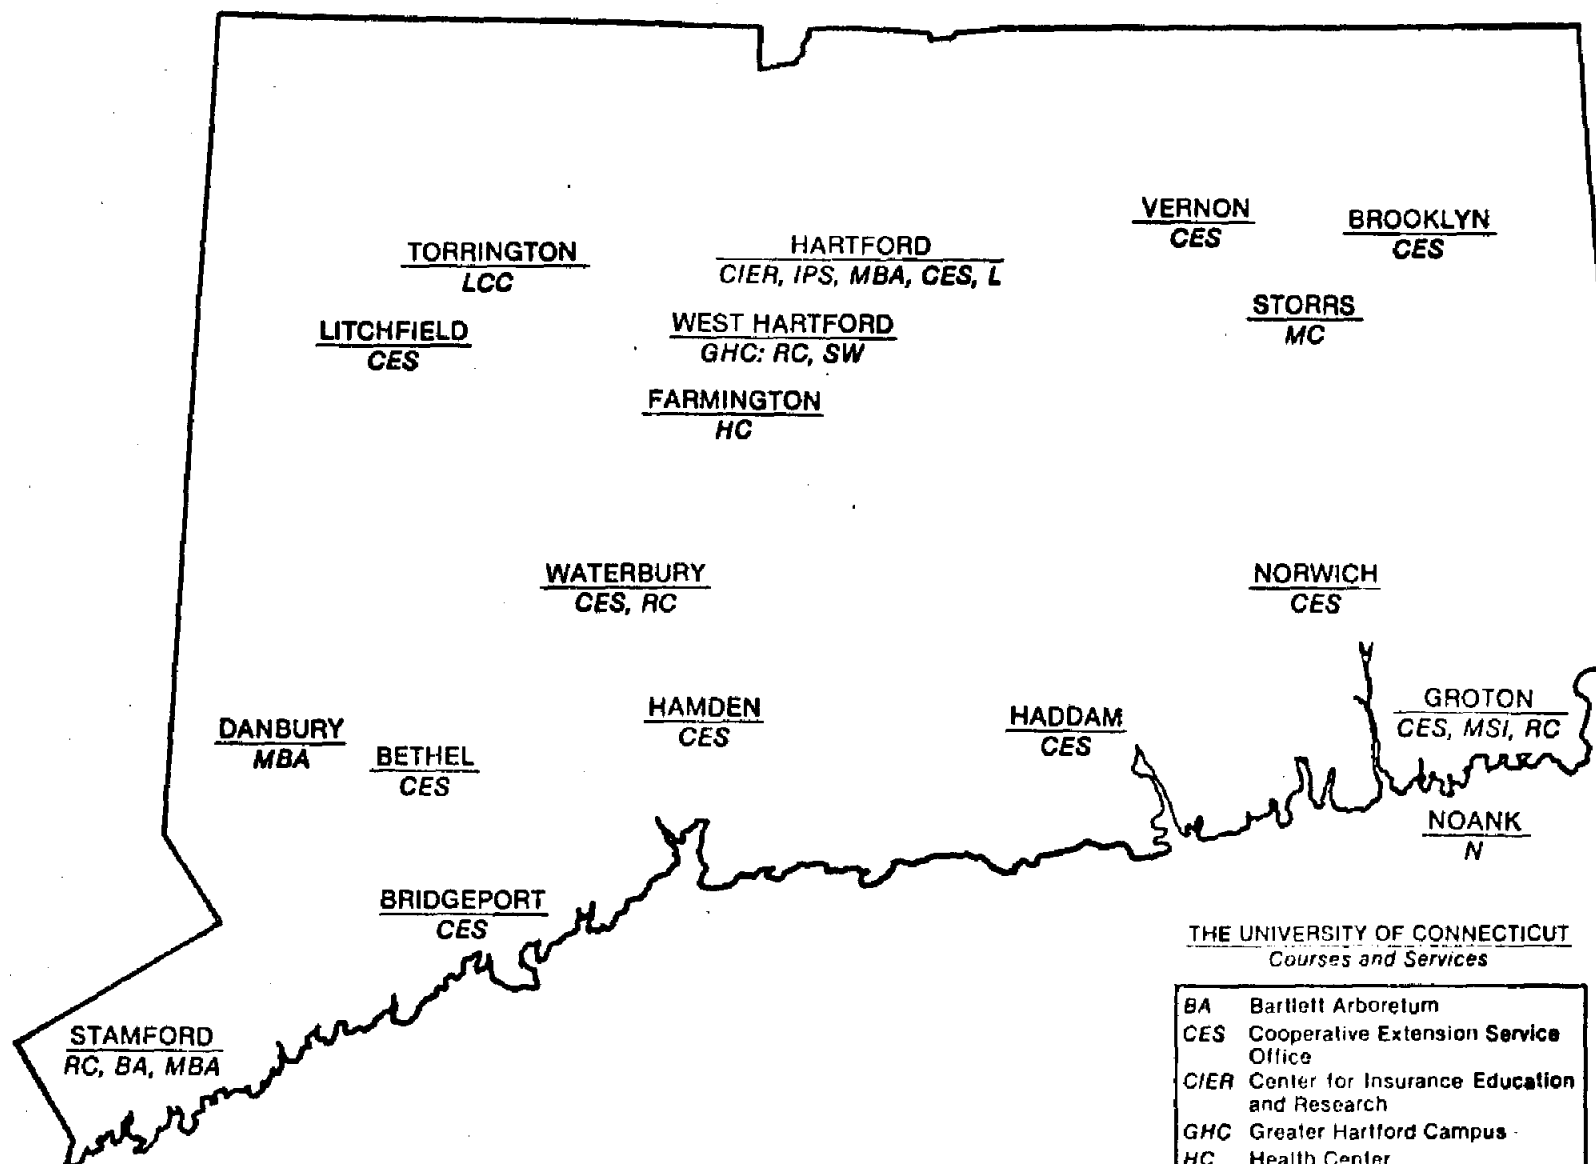 VERNON
CES
BROOKLYN
CES
TORRINGTON
LCC
HARTFORD
CIER, IPS, MBA, CES, L
STORRS
MC
LITCHFIELD
CES
WEST HARTFORD
GHC: RC, SW
FARMINGTON
HC
WATERBURY
CES, RC
NORWICH
CES
DANBURY
MBA
BETHEL
CES
HAMDEN
CES
HADDAM
CES
GROTON
CES, MSI, RC
NOANK
N
BRIDGEPORT
CES
STAMFORD
RC, BA, MBA
THE UNIVERSITY OF CONNECTICUT
Courses and Services
BA Bartlett Arboretum
CES Cooperative Extension Service
Office
CIER Center for Insurance Education
and Research
GHC Greater Hartford Campus
HC Health Center